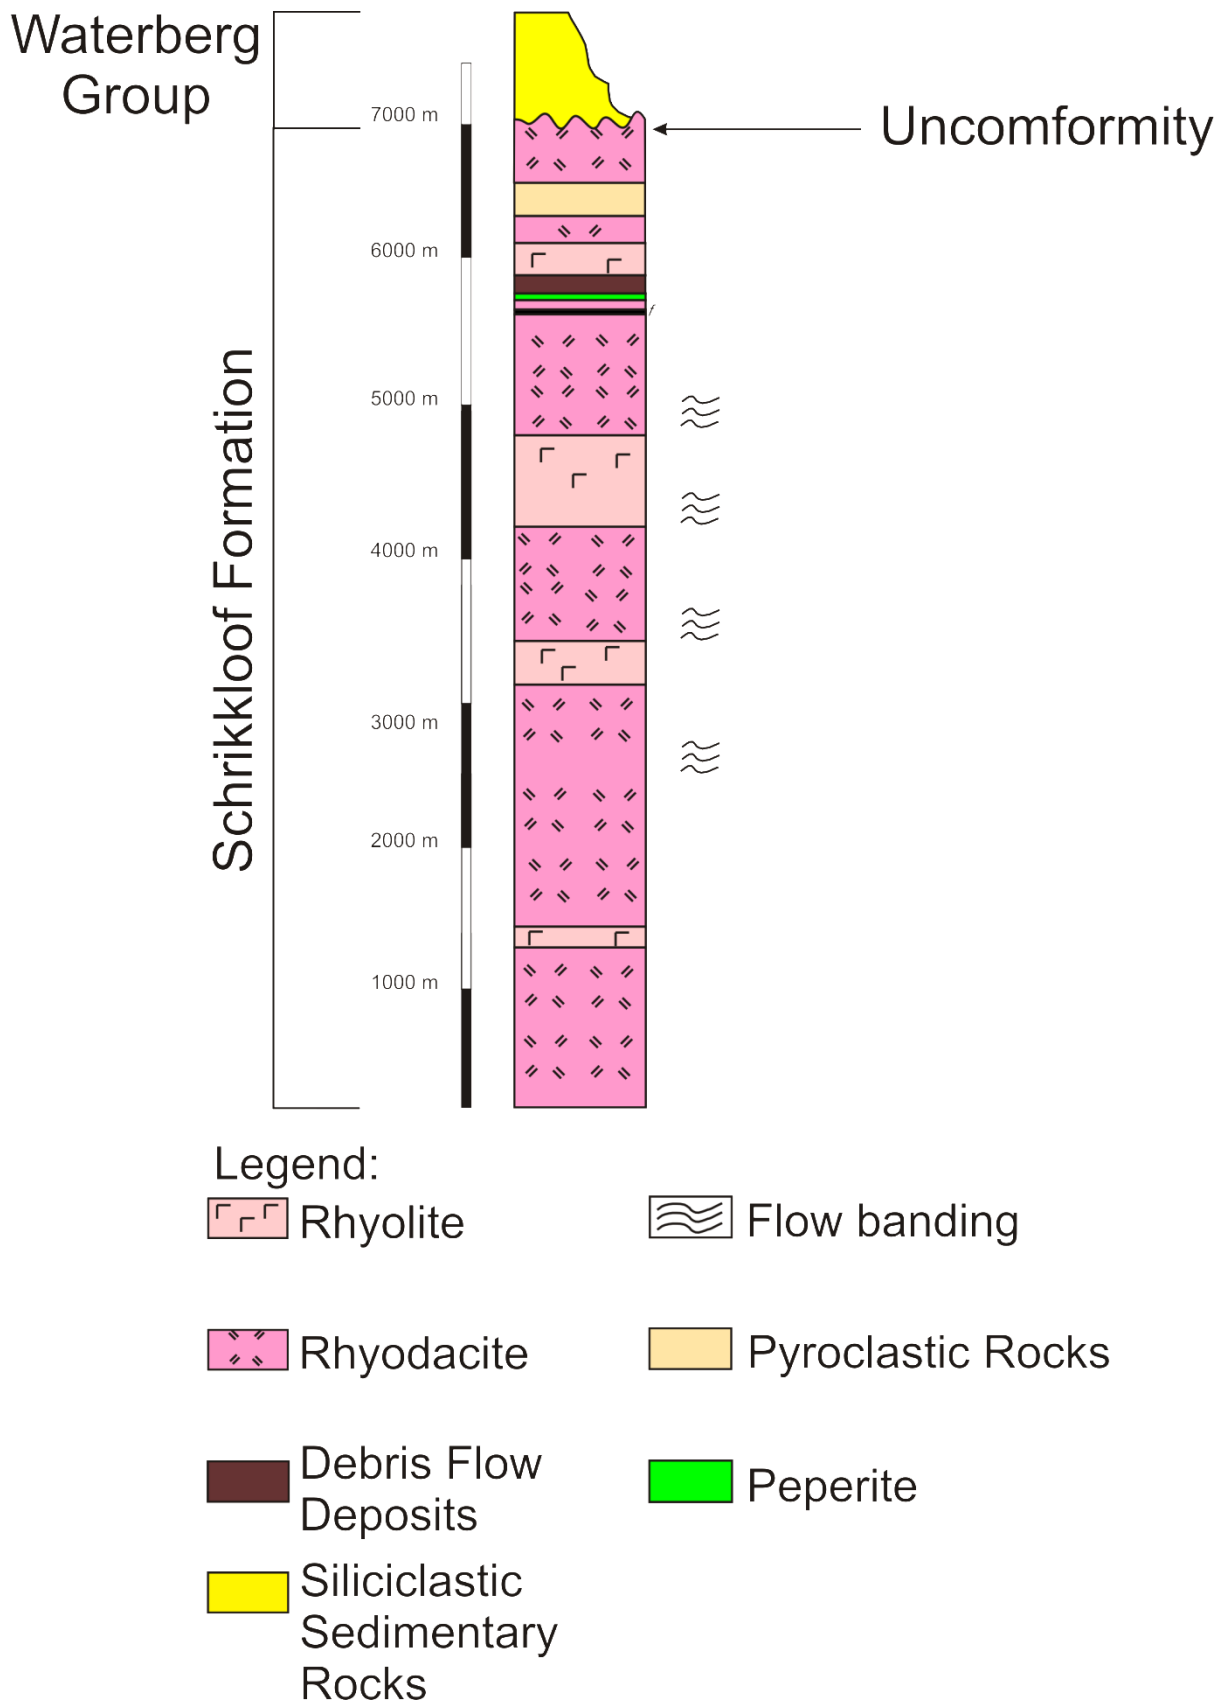 Waterberg
Group
Uncomformity
Schrikkloof Formation
7000 m
6000 m
5000 m
4000 m
3000 m
2000 m
1000 m
f
Legend:
Rhyolite
Flow banding
Rhyodacite
Pyroclastic Rocks
Debris Flow
Deposits
Peperite
Siliciclastic
Sedimentary
Rocks